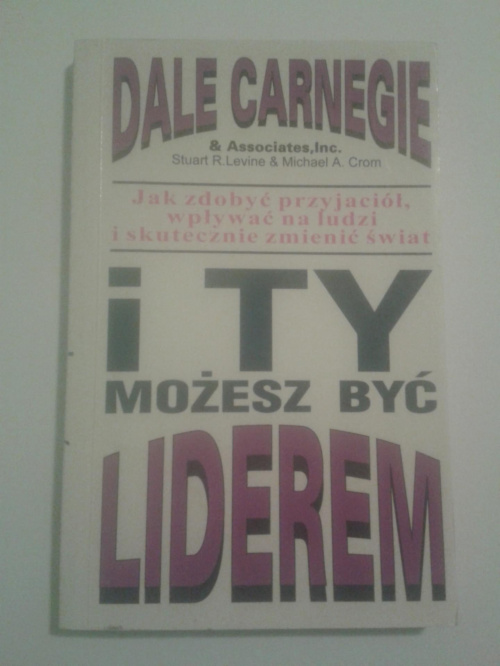 DALE CARNEGIE
& Associates,Inc.
Stuart R.Levine & Michael A. Crom
Jak zdobyć przyjaciół,
wpływać na ludzi
i skutecznie zmienić świat
i TY
MOŻESZ BYĆ
LIDEREM